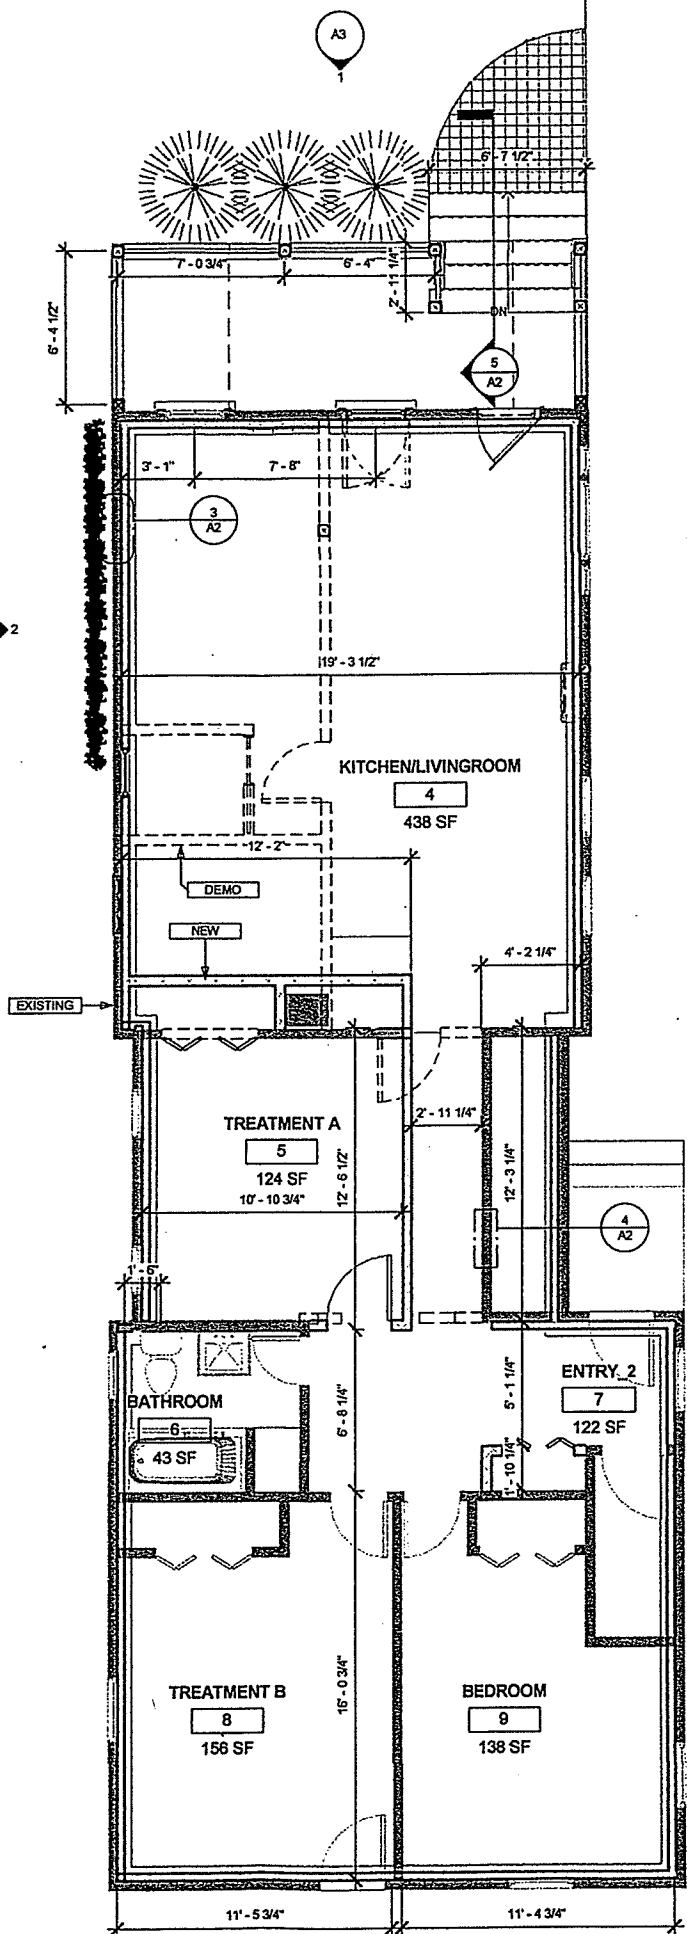 A3
1
6' - 7 1/2"
7' - 0 3/4"
6' - 4"
2' - 11 1/4"
6' - 4 1/2"
DN
5
A2
3' - 1"
7' - 8"
3
A2
2
19' - 3 1/2"
KITCHEN/LIVINGROOM
4
438 SF
12' - 2"
DEMO
NEW
4' - 2 1/4"
EXISTING
TREATMENT A
5
124 SF
10' - 10 3/4"
12' - 6 1/2"
2' - 11 1/4"
12' - 3 1/4"
4
A2
1' - 6"
BATHROOM
6
43 SF
6' - 8 1/4"
5' - 1 1/4"
ENTRY_2
7
122 SF
1' - 10 1/4"
TREATMENT B
8
156 SF
16' - 0 3/4"
BEDROOM
9
138 SF
11' - 5 3/4"
11' - 4 3/4"